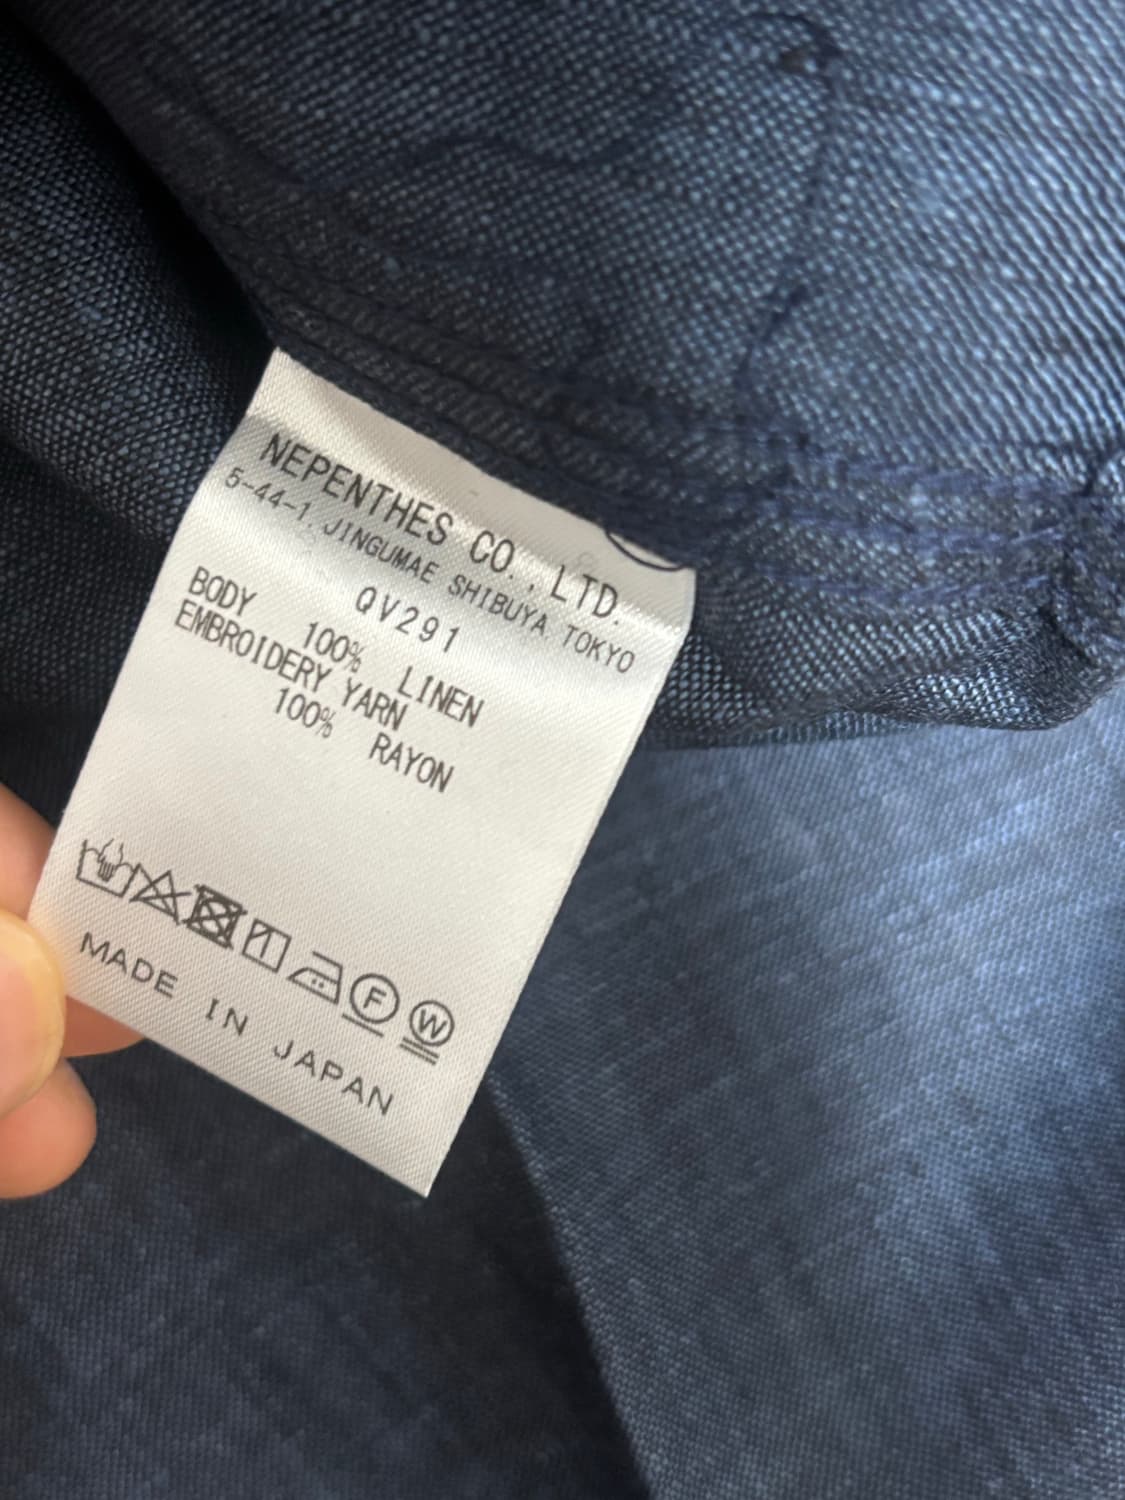 NEPENTHES CO., LTD.
5-44-1, JINGUMAE SHIBUYA TOKYO
QV291
BODY
100% LINEN
EMBROIDERY YARN
100% RAYON
F W
MADE IN JAPAN